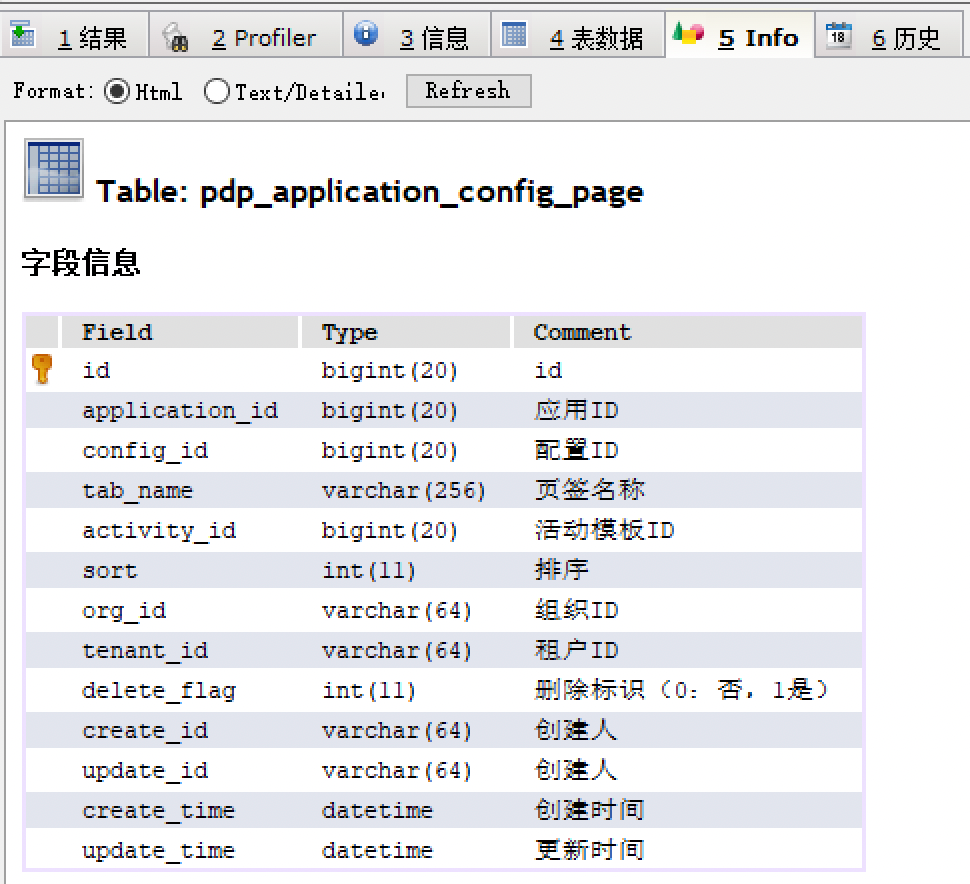 1 结果 2 Profiler 3 信息 4 表数据 5 Info 6 历史
Format: Html Text/Detaile
Refresh
Table: pdp_application_config_page
字段信息
Field Type Comment
id bigint(20) id
application_id bigint(20) 应用ID
config_id bigint(20) 配置ID
tab_name varchar(256) 页签名称
activity_id bigint(20) 活动模板ID
sort int(11) 排序
org_id varchar(64) 组织ID
tenant_id varchar(64) 租户ID
delete_flag int(11) 删除标识（0：否，1是）
create_id varchar(64) 创建人
update_id varchar(64) 创建人
create_time datetime 创建时间
update_time datetime 更新时间